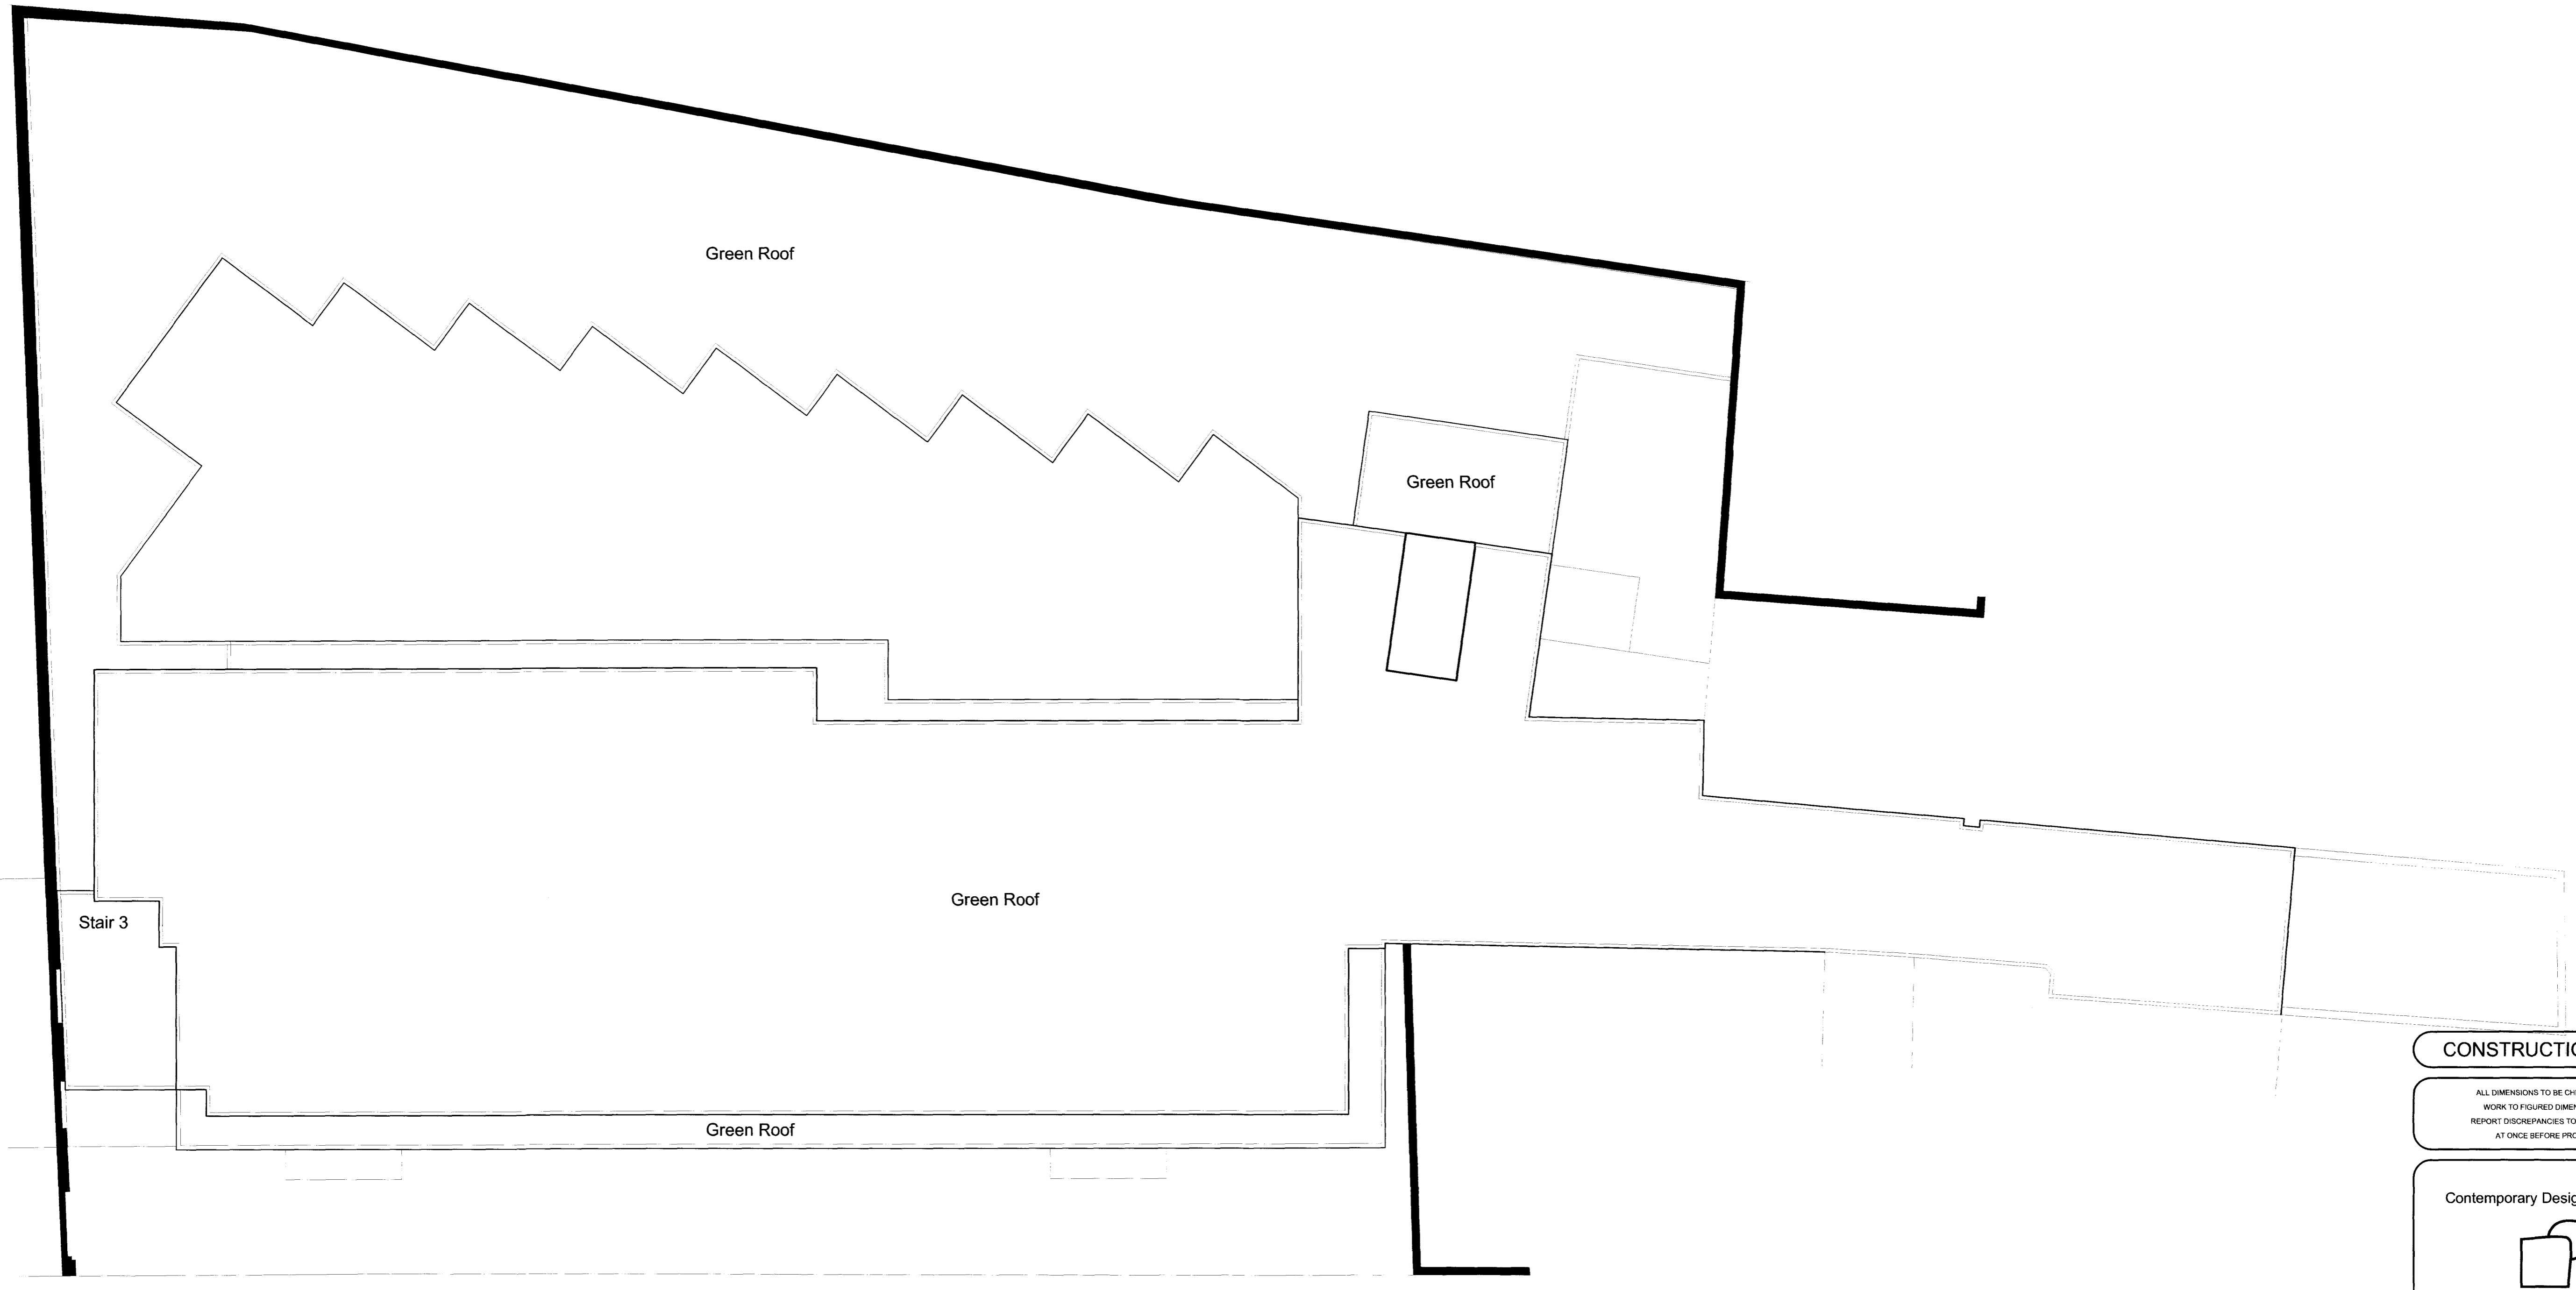 Green Roof
Green Roof
Green Roof
Stair 3
Green Roof
CONSTRUCTIO
ALL DIMENSIONS TO BE CH
WORK TO FIGURED DIMEN
REPORT DISCREPANCIES TO
AT ONCE BEFORE PRO
Contemporary Desig